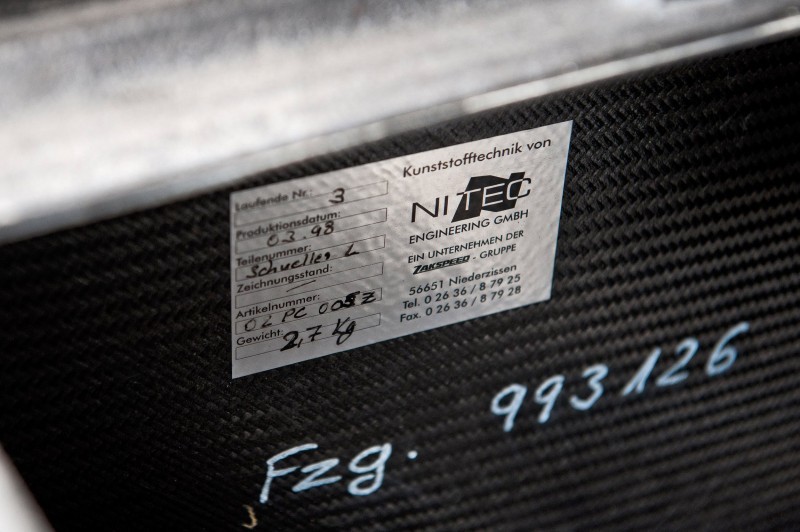 Laufende Nr.: 3
Produktionsdatum:
03.98
Teilenummer:
Schweller L
Zeichnungsstand:
Artikelnummer:
02 PC 005 Z
Gewicht:
2,7 Kg
Kunststofftechnik von
NITEC
ENGINEERING GMBH
EIN UNTERNEHMEN DER
ZAKSPEED - GRUPPE
56651 Niederzissen
Tel. 0 26 36 / 8 79 25
Fax. 0 26 36 / 8 79 28
Fzg. 993126